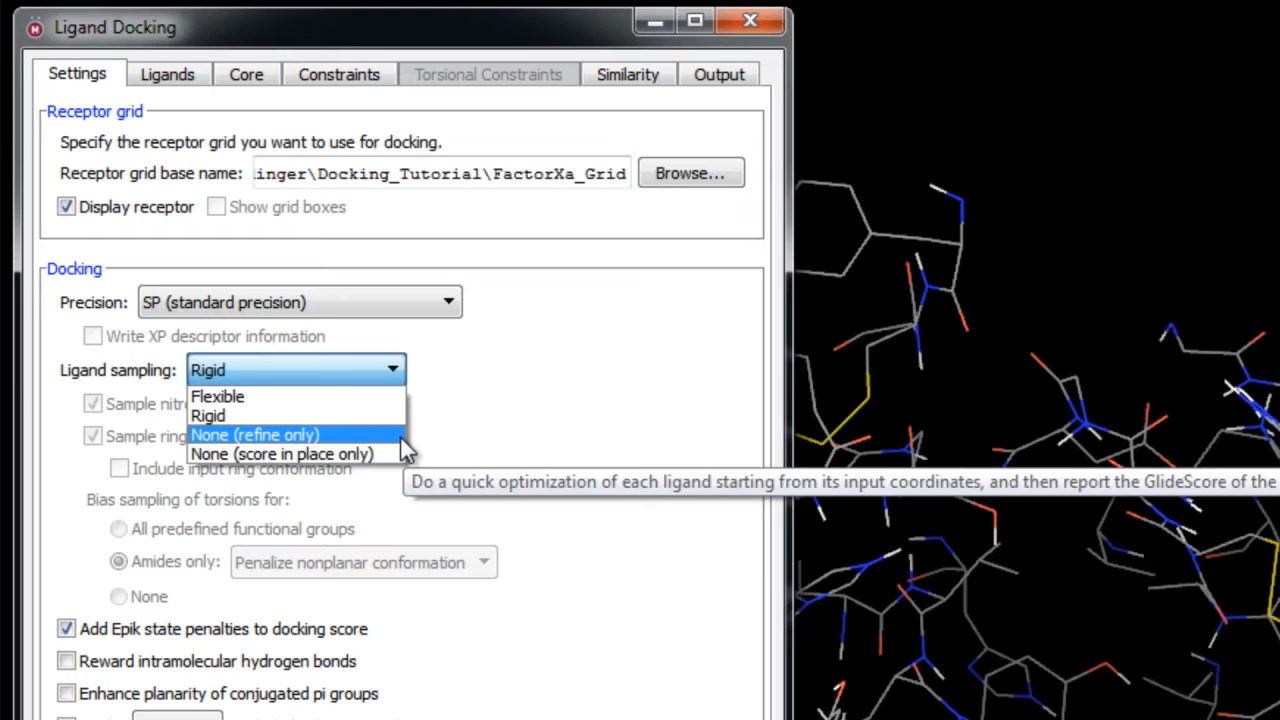 Ligand Docking
Settings Ligands Core Constraints Torsional Constraints Similarity Output
Receptor grid
Specify the receptor grid you want to use for docking.
Receptor grid base name: inger\Docking_Tutorial\FactorXa_Grid Browse...
Display receptor Show grid boxes
Docking
Precision: SP (standard precision)
Write XP descriptor information
Ligand sampling: Rigid
Flexible
Sample nitro
Rigid
None (refine only)
Sample ring
None (score in place only)
Include input ring conformation
Do a quick optimization of each ligand starting from its input coordinates, and then report the GlideScore of the
Bias sampling of torsions for:
All predefined functional groups
Amides only: Penalize nonplanar conformation
None
Add Epik state penalties to docking score
Reward intramolecular hydrogen bonds
Enhance planarity of conjugated pi groups